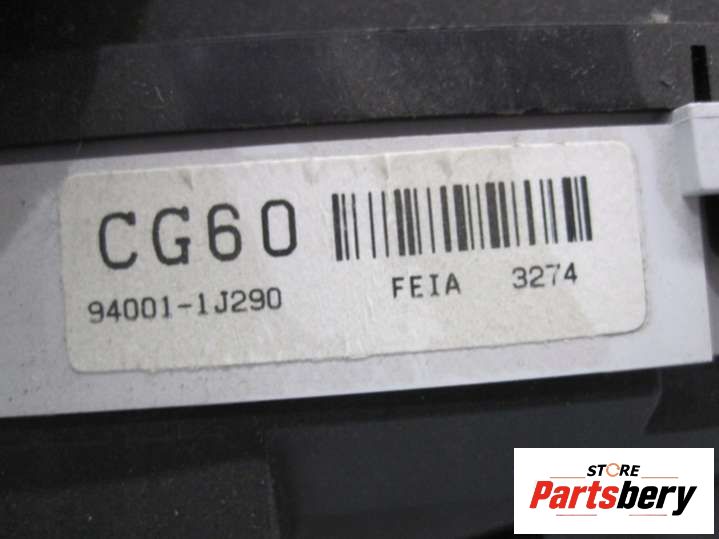 CG60
94001-1J290
FEIA 3274
STORE
Partsbery